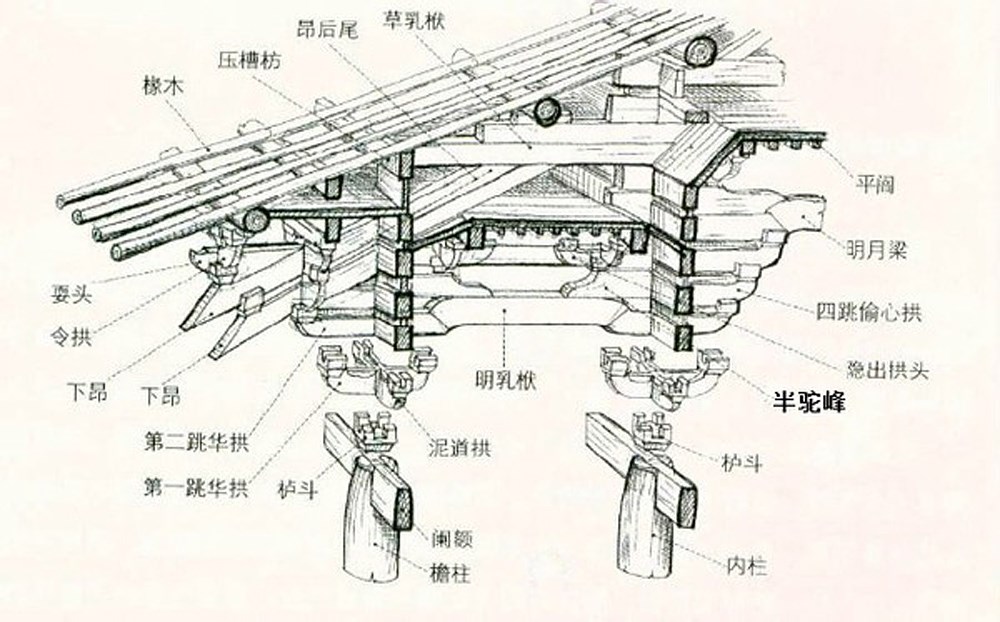 草乳栿
昂后尾
压槽枋
椽木
平闇
明月梁
耍头
四跳偷心拱
令拱
隐出拱头
下昂
下昂
明乳栿
半驼峰
第二跳华拱
泥道拱
栌斗
第一跳华拱
栌斗
阑额
檐柱
内柱